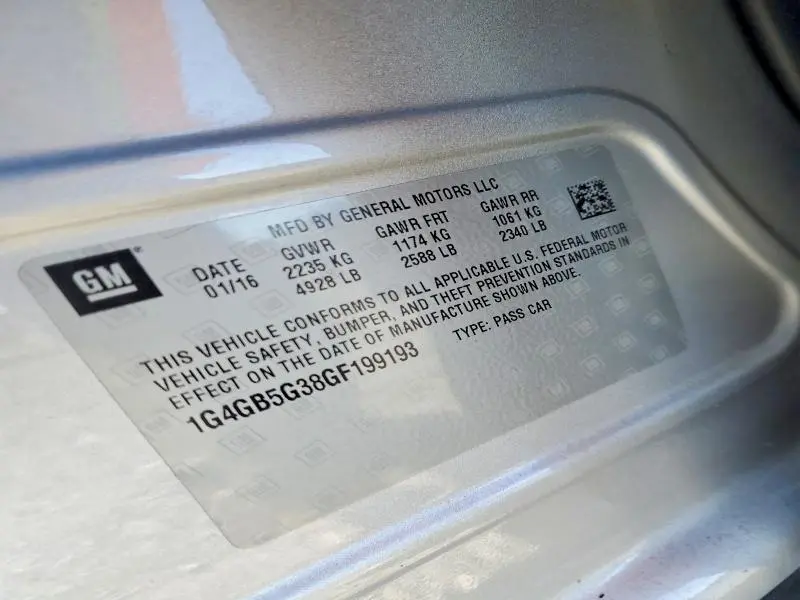 GM
MFD BY GENERAL MOTORS LLC
DATE GVWR GAWR FRT GAWR RR
01/16 2235 KG 1174 KG 1061 KG
4928 LB 2588 LB 2340 LB
THIS VEHICLE CONFORMS TO ALL APPLICABLE U.S. FEDERAL MOTOR
VEHICLE SAFETY, BUMPER, AND THEFT PREVENTION STANDARDS IN
EFFECT ON THE DATE OF MANUFACTURE SHOWN ABOVE.
1G4GB5G38GF199193 TYPE: PASS CAR